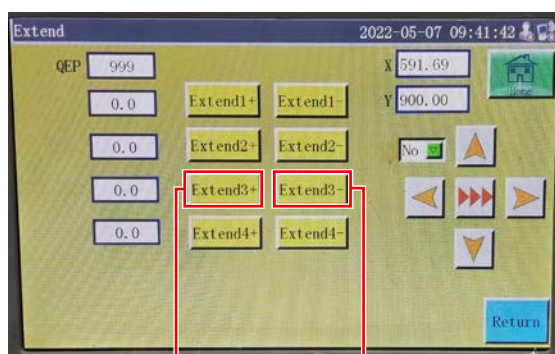 Extend 2022-05-07 09:41:42
QEP 999 X 591.69 Home
0.0 Extend1+ Extend1- Y 900.00
0.0 Extend2+ Extend2- No
0.0 Extend3+ Extend3-
0.0 Extend4+ Extend4-
Return